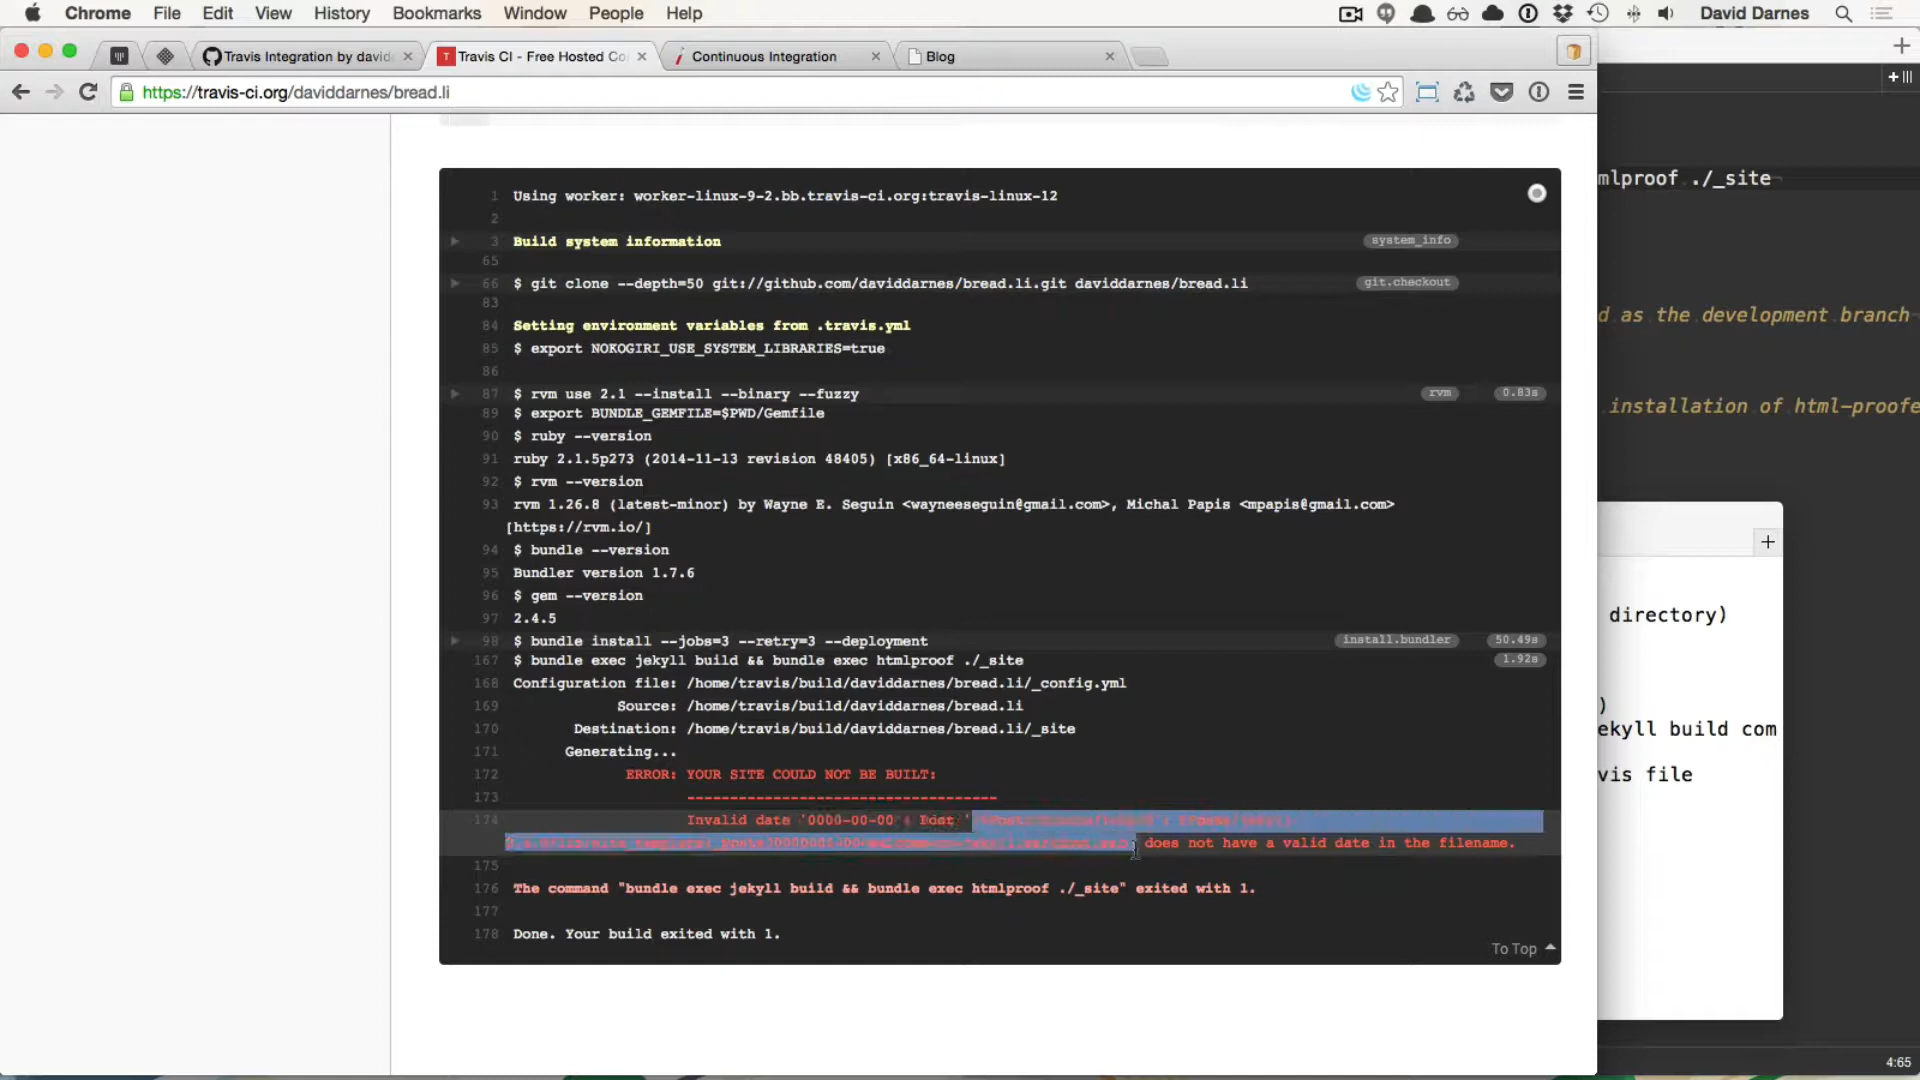 Chrome File Edit View History Bookmarks Window People Help David Darnes
Travis Integration by david Travis CI - Free Hosted Co Continuous Integration Blog
https://travis-ci.org/daviddarnes/bread.li
1 Using worker: worker-linux-9-2.bb.travis-ci.org:travis-linux-12
2
3 Build system information system_info
65
66 $ git clone --depth=50 git://github.com/daviddarnes/bread.li.git daviddarnes/bread.li git.checkout
83
84 Setting environment variables from .travis.yml
85 $ export NOKOGIRI_USE_SYSTEM_LIBRARIES=true
86
87 $ rvm use 2.1 --install --binary --fuzzy rvm 0.83s
89 $ export BUNDLE_GEMFILE=$PWD/Gemfile
90 $ ruby --version
91 ruby 2.1.5p273 (2014-11-13 revision 48405) [x86_64-linux]
92 $ rvm --version
93 rvm 1.26.8 (latest-minor) by Wayne E. Seguin <wayneeseguin@gmail.com>, Michal Papis <mpapis@gmail.com>
[https://rvm.io/]
94 $ bundle --version
95 Bundler version 1.7.6
96 $ gem --version
97 2.4.5
98 $ bundle install --jobs=3 --retry=3 --deployment install.bundler 50.49s
167 $ bundle exec jekyll build && bundle exec htmlproof ./_site 1.92s
168 Configuration file: /home/travis/build/daviddarnes/bread.li/_config.yml
169 Source: /home/travis/build/daviddarnes/bread.li
170 Destination: /home/travis/build/daviddarnes/bread.li/_site
171 Generating...
172 ERROR: YOUR SITE COULD NOT BE BUILT:
173 ------------------------------------
174 Invalid date '0000-00-00': Post '
does not have a valid date in the filename.
175
176 The command "bundle exec jekyll build && bundle exec htmlproof ./_site" exited with 1.
177
178 Done. Your build exited with 1.
To Top
mlproof ./_site
d as the development branch
installation of html-proofe
directory)
)
ekyll build com
vis file
4:65